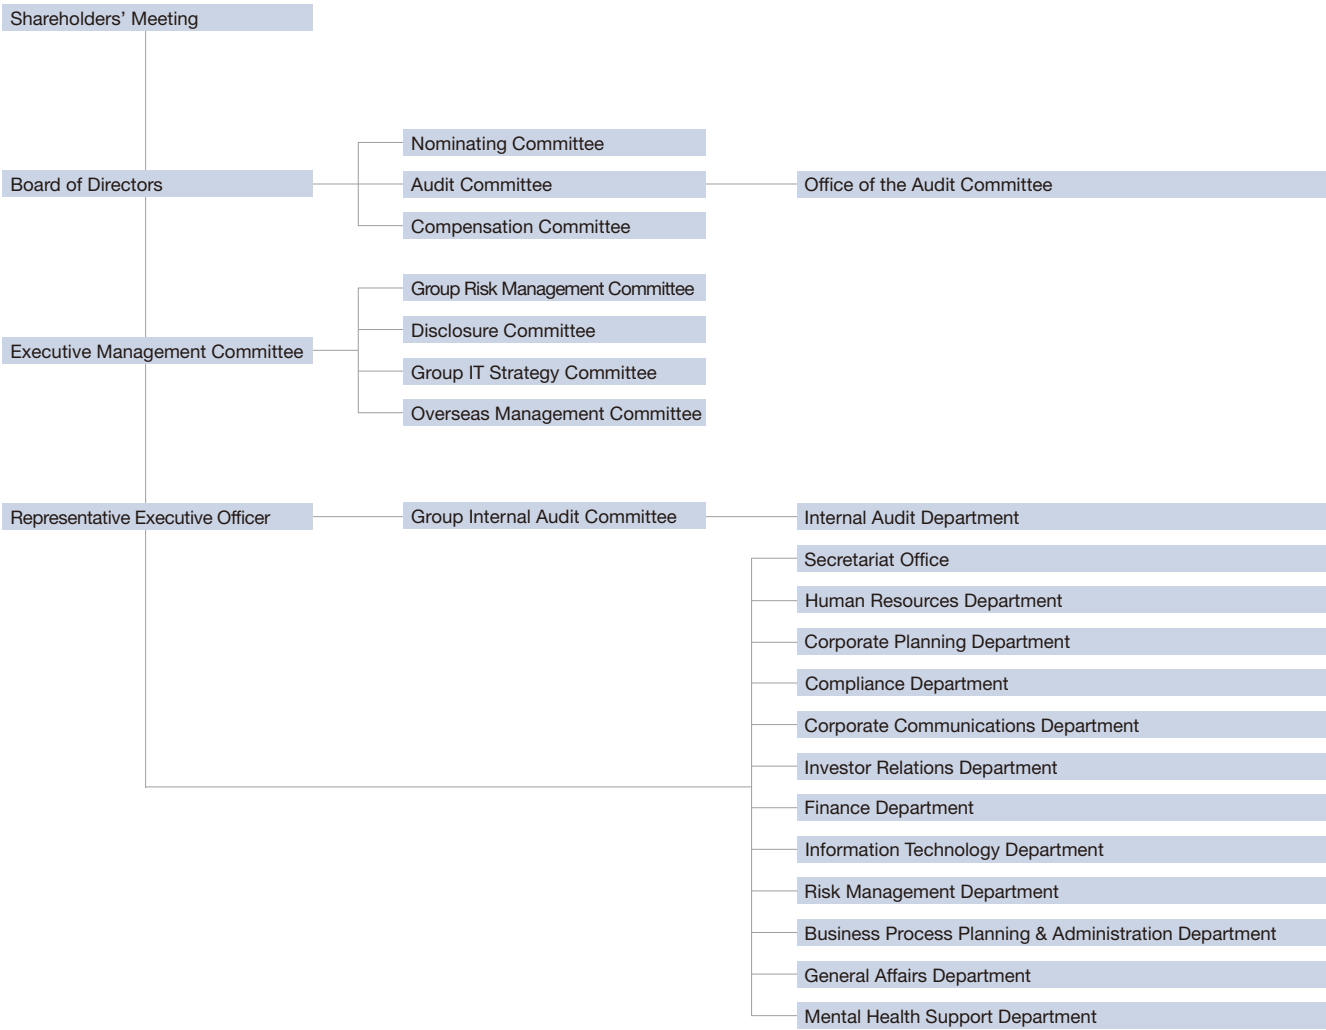 Shareholders’ Meeting
Nominating Committee
Board of Directors
Audit Committee
Office of the Audit Committee
Compensation Committee
Group Risk Management Committee
Disclosure Committee
Executive Management Committee
Group IT Strategy Committee
Overseas Management Committee
Representative Executive Officer
Group Internal Audit Committee
Internal Audit Department
Secretariat Office
Human Resources Department
Corporate Planning Department
Compliance Department
Corporate Communications Department
Investor Relations Department
Finance Department
Information Technology Department
Risk Management Department
Business Process Planning & Administration Department
General Affairs Department
Mental Health Support Department